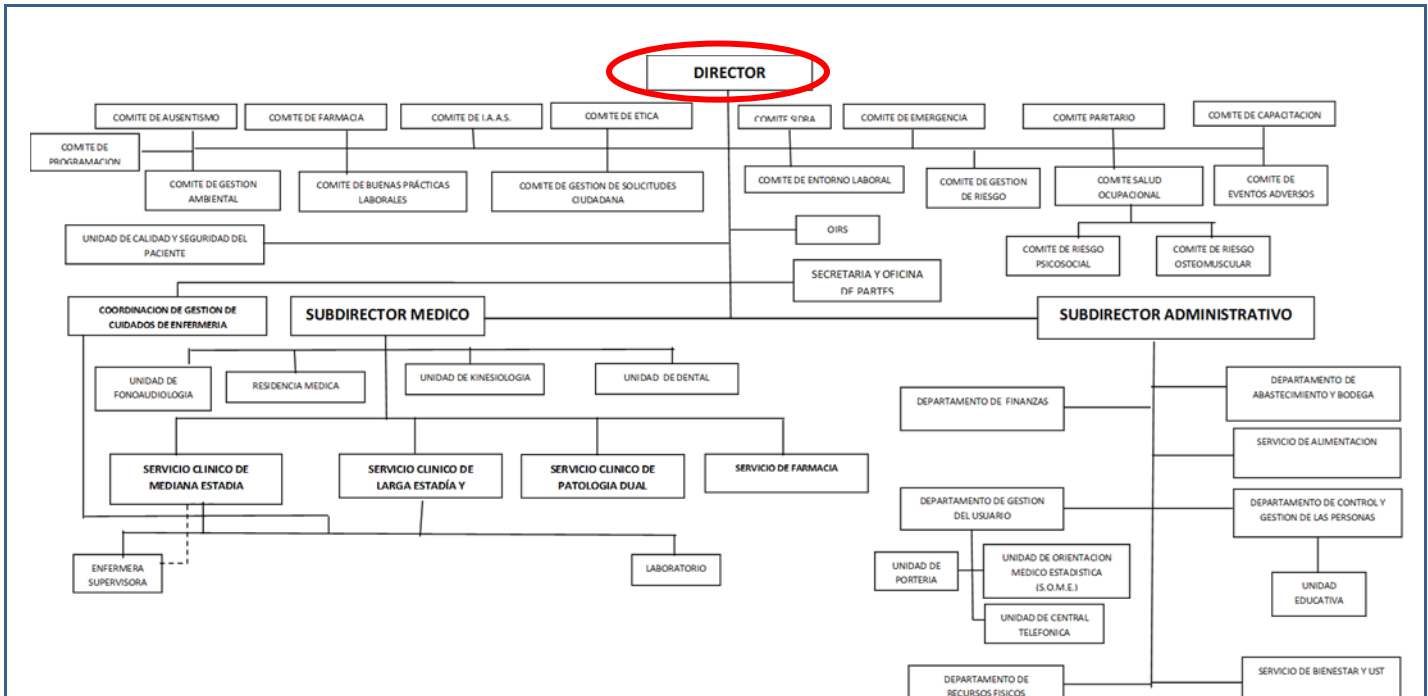 DIRECTOR
COMITE DE AUSENTISMO
COMITE DE FARMACIA
COMITE DE I.A.A.S.
COMITE DE ETICA
COMITE SIDRA
COMITE DE EMERGENCIA
COMITE PARITARIO
COMITE DE CAPACITACION
COMITE DE
PROGRAMACION
COMITE DE GESTION
AMBIENTAL
COMITE DE BUENAS PRÁCTICAS
LABORALES
COMITE DE GESTION DE SOLICITUDES
CIUDADANA
COMITE DE ENTORNO LABORAL
COMITE DE GESTION
DE RIESGO
COMITE SALUD
OCUPACIONAL
COMITE DE
EVENTOS ADVERSOS
UNIDAD DE CALIDAD Y SEGURIDAD DEL
PACIENTE
OIRS
COMITE DE RIESGO
PSICOSOCIAL
COMITE DE RIESGO
OSTEOMUSCULAR
SECRETARIA Y OFICINA
DE PARTES
COORDINACION DE GESTION DE
CUIDADOS DE ENFERMERIA
SUBDIRECTOR MEDICO
SUBDIRECTOR ADMINISTRATIVO
UNIDAD DE
FONOAUDIOLOGIA
RESIDENCIA MEDICA
UNIDAD DE KINESIOLOGIA
UNIDAD DE DENTAL
DEPARTAMENTO DE FINANZAS
DEPARTAMENTO DE
ABASTECIMIENTO Y BODEGA
SERVICIO DE ALIMENTACION
SERVICIO CLINICO DE
MEDIANA ESTADIA
SERVICIO CLINICO DE
LARGA ESTADÍA Y
SERVICIO CLINICO DE
PATOLOGIA DUAL
SERVICIO DE FARMACIA
DEPARTAMENTO DE GESTION
DEL USUARIO
DEPARTAMENTO DE CONTROL Y
GESTION DE LAS PERSONAS
ENFERMERA
SUPERVISORA
LABORATORIO
UNIDAD DE
PORTERIA
UNIDAD DE ORIENTACION
MEDICO ESTADISTICA
(S.O.M.E.)
UNIDAD
EDUCATIVA
UNIDAD DE CENTRAL
TELEFONICA
DEPARTAMENTO DE
RECURSOS FISICOS
SERVICIO DE BIENESTAR Y UST